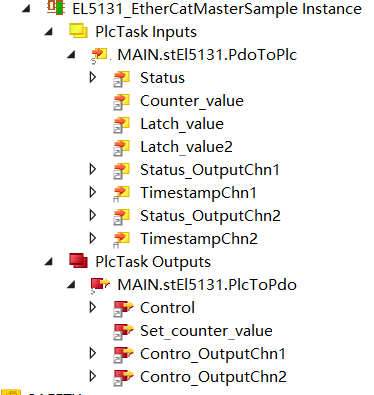 EL5131_EtherCatMasterSample Instance
PlcTask Inputs
MAIN.stEl5131.PdoToPlc
Status
Counter_value
Latch_value
Latch_value2
Status_OutputChn1
TimestampChn1
Status_OutputChn2
TimestampChn2
PlcTask Outputs
MAIN.stEl5131.PlcToPdo
Control
Set_counter_value
Contro_OutputChn1
Contro_OutputChn2